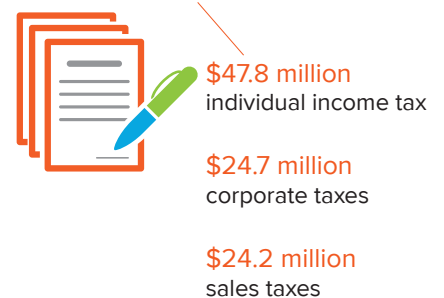 $47.8 million
individual income tax
$24.7 million
corporate taxes
$24.2 million
sales taxes